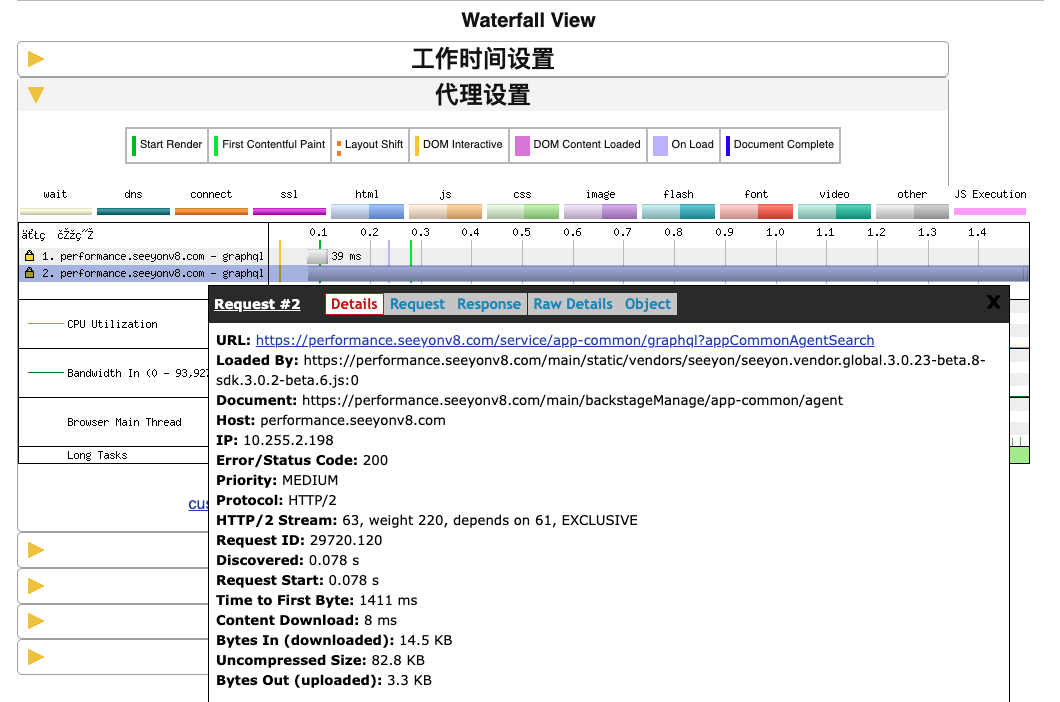 Waterfall View
工作时间设置
代理设置
Start Render First Contentful Paint Layout Shift DOM Interactive DOM Content Loaded On Load Document Complete
wait dns connect ssl html js css image flash font video other JS Execution
0.1 0.2 0.3 0.4 0.5 0.6 0.7 0.8 0.9 1.0 1.1 1.2 1.3 1.4
1. performance.seeyonv8.com - graphql 39 ms
2. performance.seeyonv8.com - graphql
Request #2 Details Request Response Raw Details Object X
CPU Utilization
Bandwidth In (0 - 93,927
Browser Main Thread
Long Tasks
cus
URL: https://performance.seeyonv8.com/service/app-common/graphql?appCommonAgentSearch
Loaded By: https://performance.seeyonv8.com/main/static/vendors/seeyon/seeyon.vendor.global.3.0.23-beta.8-
sdk.3.0.2-beta.6.js:0
Document: https://performance.seeyonv8.com/main/backstageManage/app-common/agent
Host: performance.seeyonv8.com
IP: 10.255.2.198
Error/Status Code: 200
Priority: MEDIUM
Protocol: HTTP/2
HTTP/2 Stream: 63, weight 220, depends on 61, EXCLUSIVE
Request ID: 29720.120
Discovered: 0.078 s
Request Start: 0.078 s
Time to First Byte: 1411 ms
Content Download: 8 ms
Bytes In (downloaded): 14.5 KB
Uncompressed Size: 82.8 KB
Bytes Out (uploaded): 3.3 KB